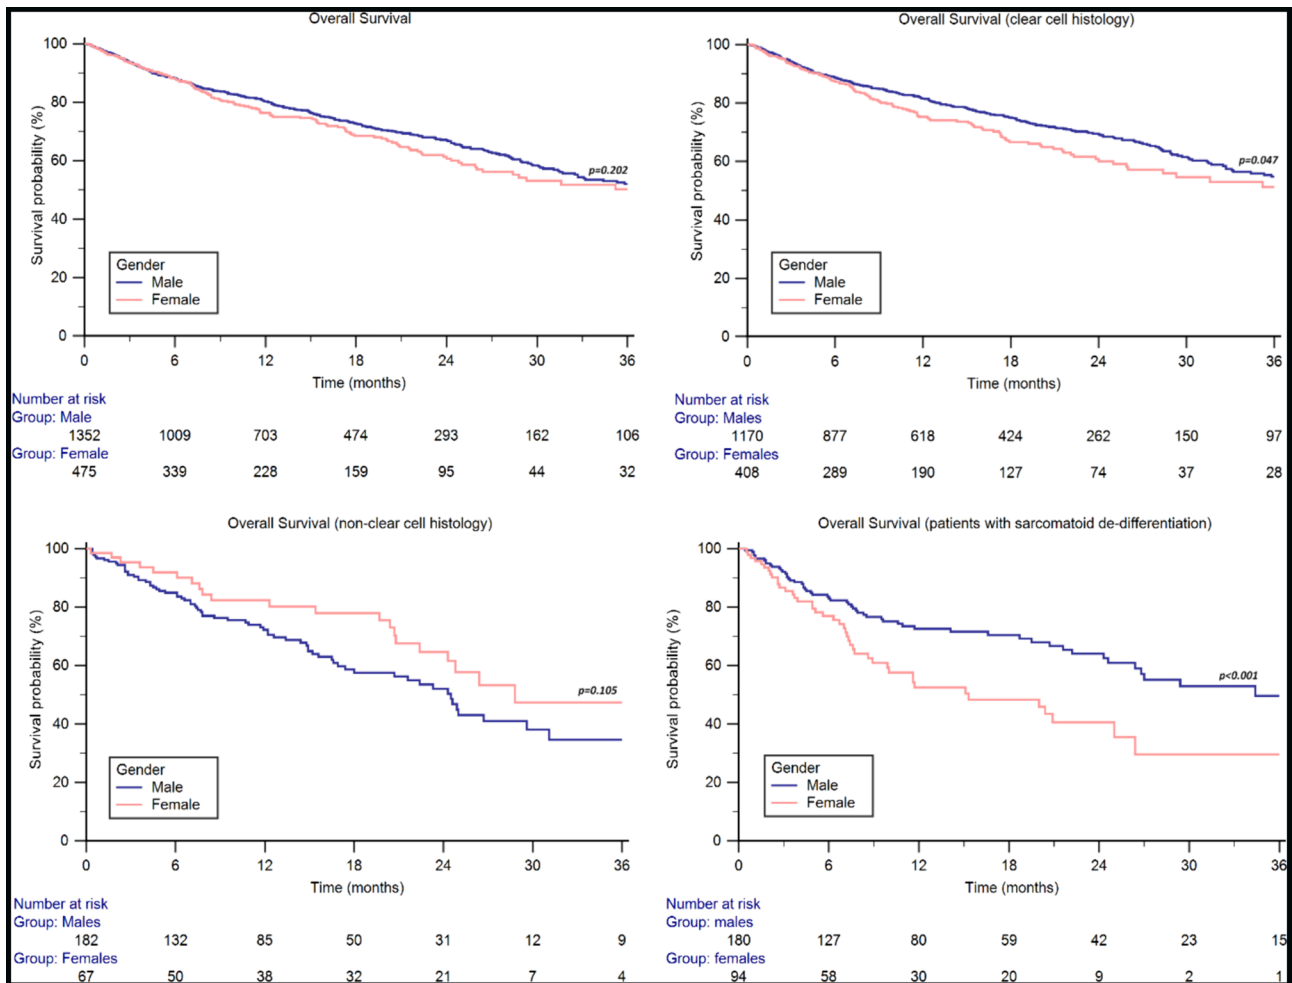 Overall Survival
100
80
60
40
20
0
Survival probability (%)
p=0.202
Gender
Male
Female
0 6 12 18 24 30 36
Time (months)
Number at risk
Group: Male
1352 1009 703 474 293 162 106
Group: Female
475 339 228 159 95 44 32
Overall Survival (clear cell histology)
100
80
60
40
20
0
Survival probability (%)
p=0.047
Gender
Male
Female
0 6 12 18 24 30 36
Time (months)
Number at risk
Group: Males
1170 877 618 424 262 150 97
Group: Females
408 289 190 127 74 37 28
Overall Survival (non-clear cell histology)
100
80
60
40
20
0
Survival probability (%)
p=0.105
Gender
Male
Female
0 6 12 18 24 30 36
Time (months)
Number at risk
Group: Males
182 132 85 50 31 12 9
Group: Females
67 50 38 32 21 7 4
Overall Survival (patients with sarcomatoid de-differentiation)
100
80
60
40
20
0
Survival probability (%)
p<0.001
Gender
Male
Female
0 6 12 18 24 30 36
Time (months)
Number at risk
Group: males
180 127 80 59 42 23 15
Group: females
94 58 30 20 9 2 1